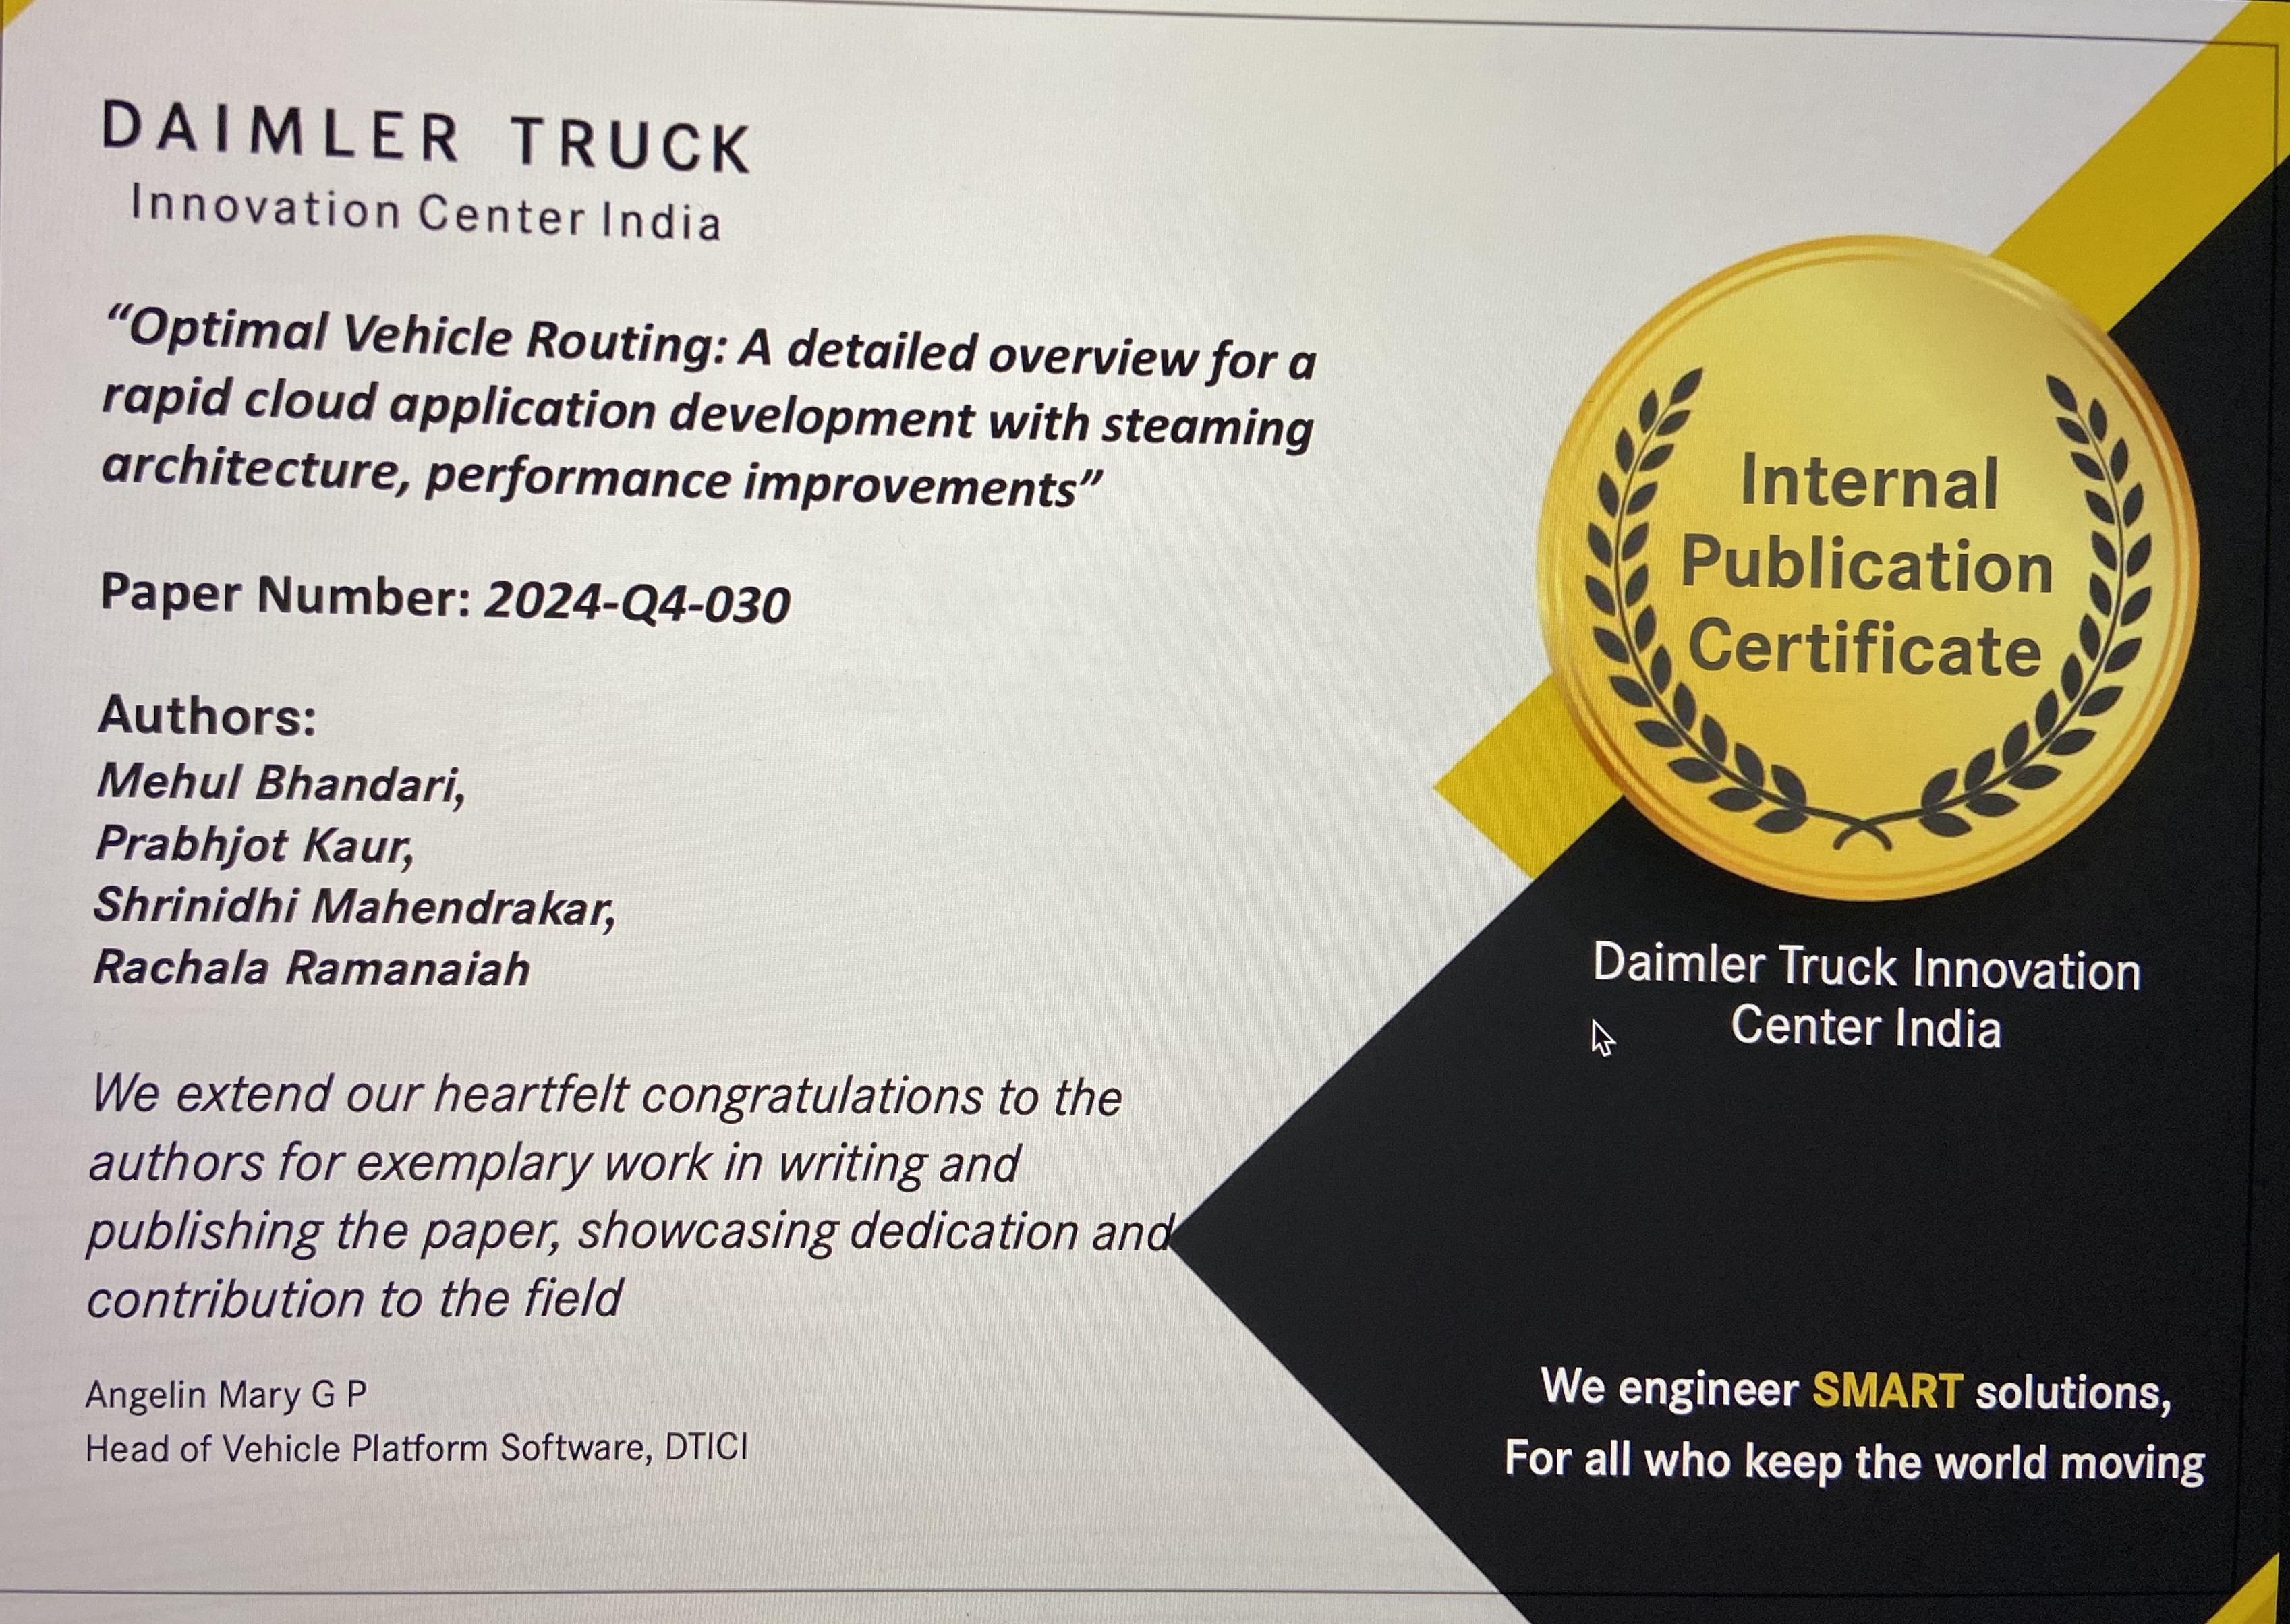 DAIMLER TRUCK
Innovation Center India
“Optimal Vehicle Routing: A detailed overview for a
rapid cloud application development with steaming
architecture, performance improvements”
Paper Number: 2024-Q4-030
Authors:
Mehul Bhandari,
Prabhjot Kaur,
Shrinidhi Mahendrakar,
Rachala Ramanaiah
We extend our heartfelt congratulations to the
authors for exemplary work in writing and
publishing the paper, showcasing dedication and
contribution to the field
Angelin Mary G P
Head of Vehicle Platform Software, DTICI
Internal
Publication
Certificate
Daimler Truck Innovation
Center India
We engineer SMART solutions,
For all who keep the world moving